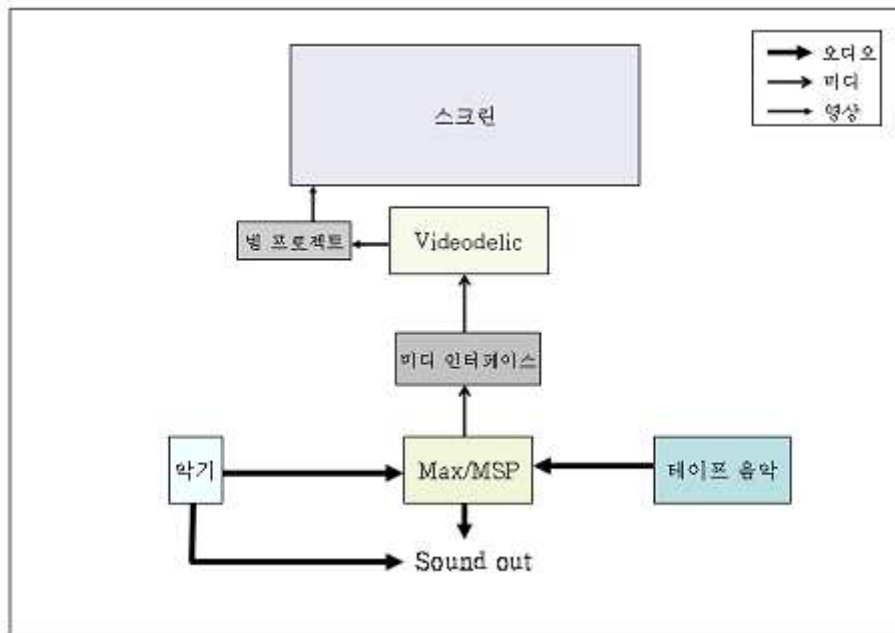 오디오
미디
영상
스크린
빔 프로젝트
Videodelic
미디 인터페이스
악기
Max/MSP
테이프 음악
Sound out